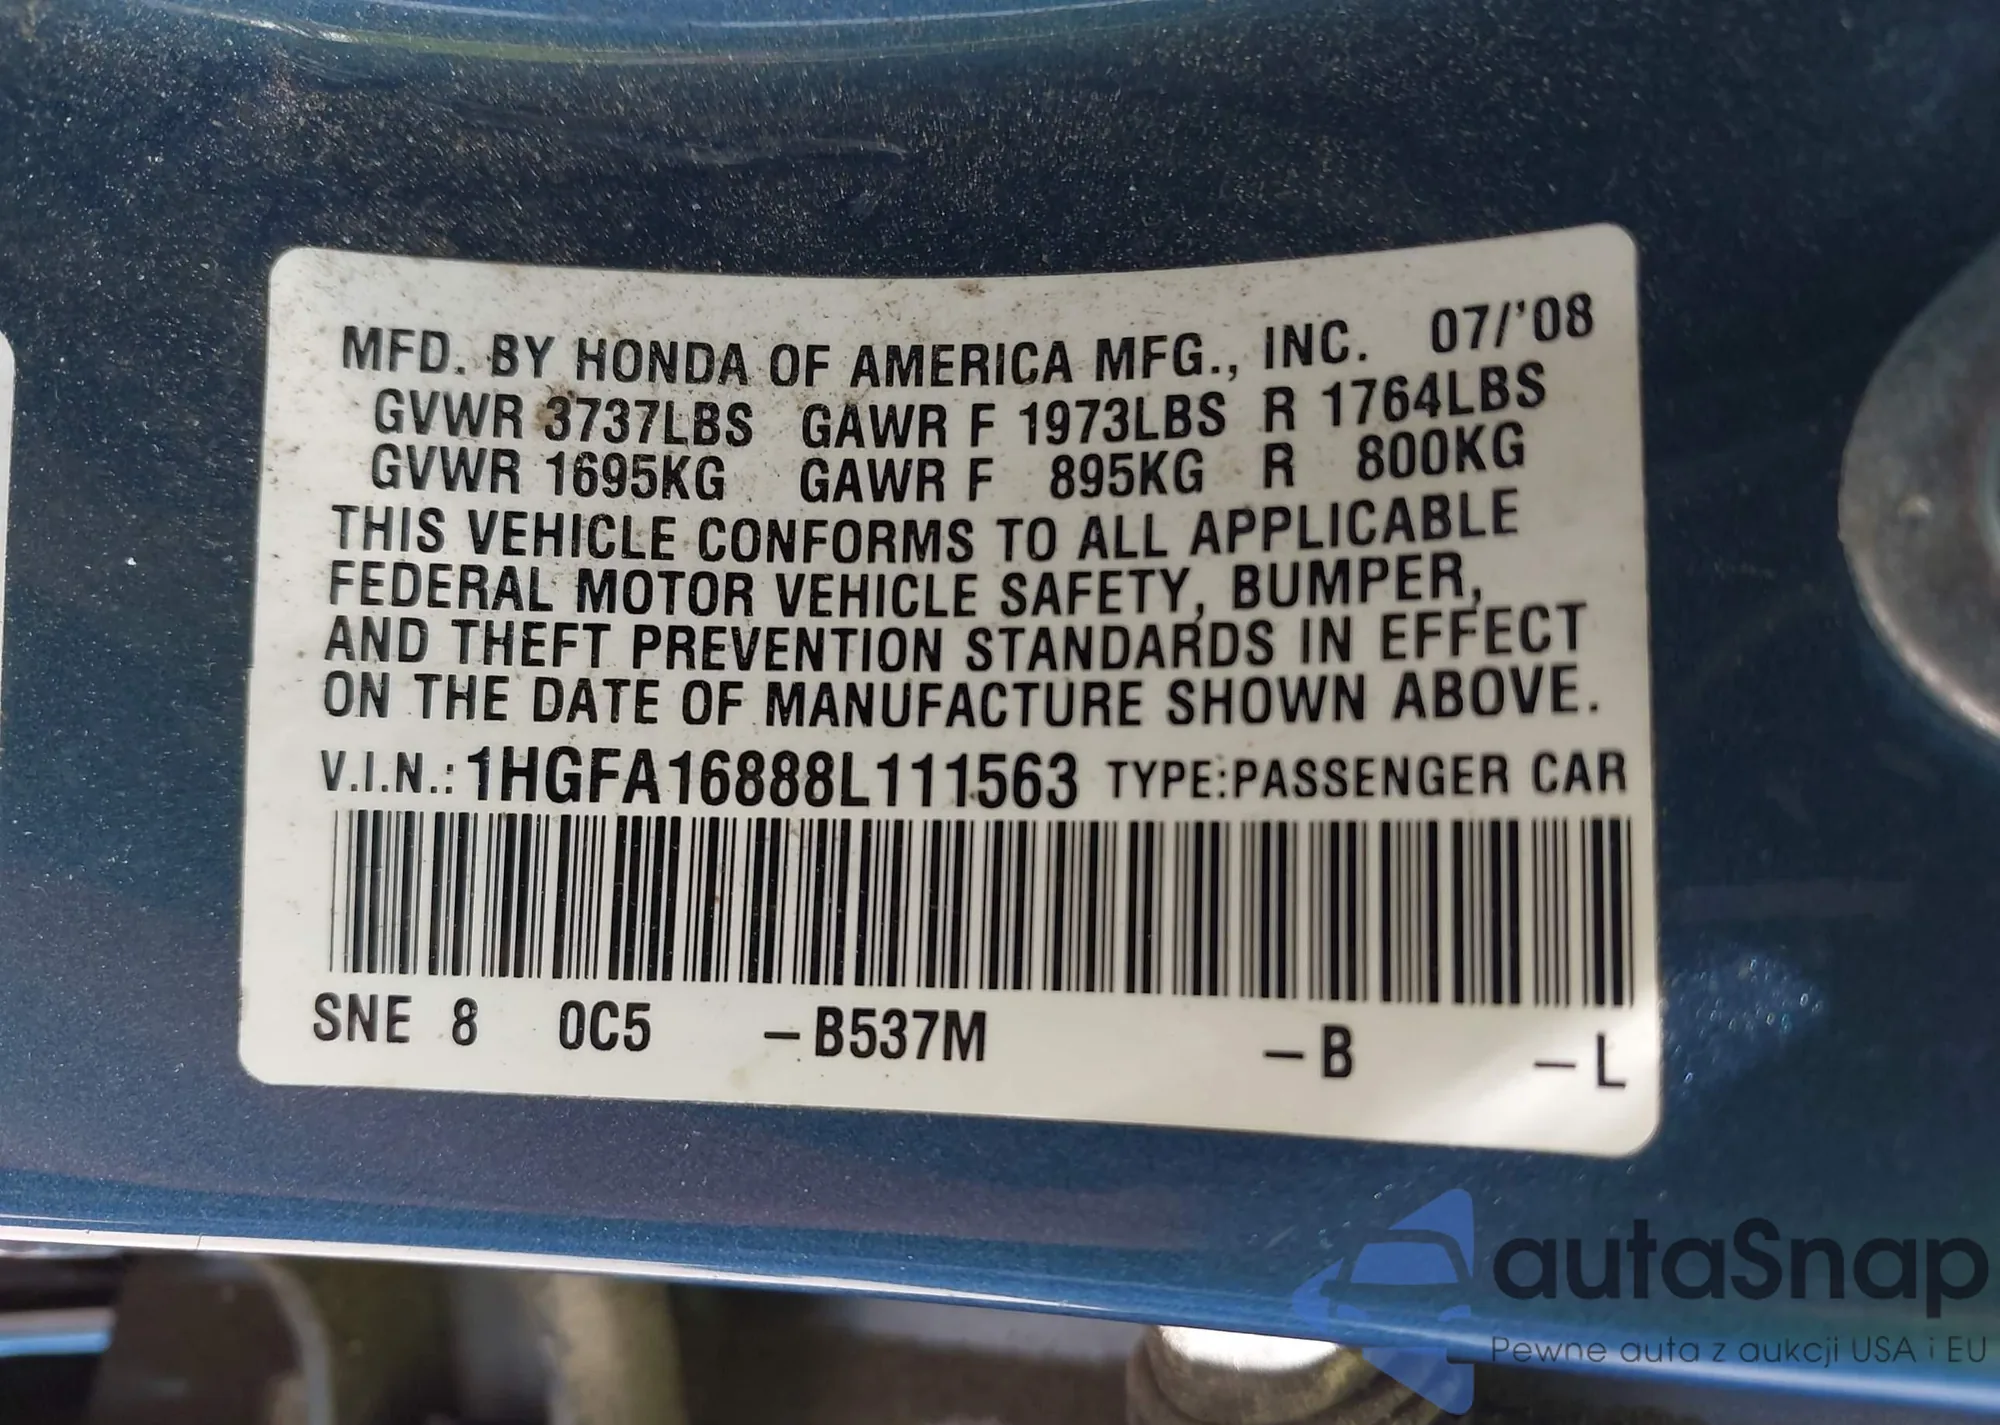 MFD. BY HONDA OF AMERICA MFG., INC. 07/'08
GVWR 3737LBS GAWR F 1973LBS R 1764LBS
GVWR 1695KG GAWR F 895KG R 800KG
THIS VEHICLE CONFORMS TO ALL APPLICABLE
FEDERAL MOTOR VEHICLE SAFETY, BUMPER,
AND THEFT PREVENTION STANDARDS IN EFFECT
ON THE DATE OF MANUFACTURE SHOWN ABOVE.
V.I.N.: 1HGFA16888L111563 TYPE:PASSENGER CAR
SNE 8 0C5 –B537M –B –L
autaSnap
Pewne auta z aukcji USA i EU